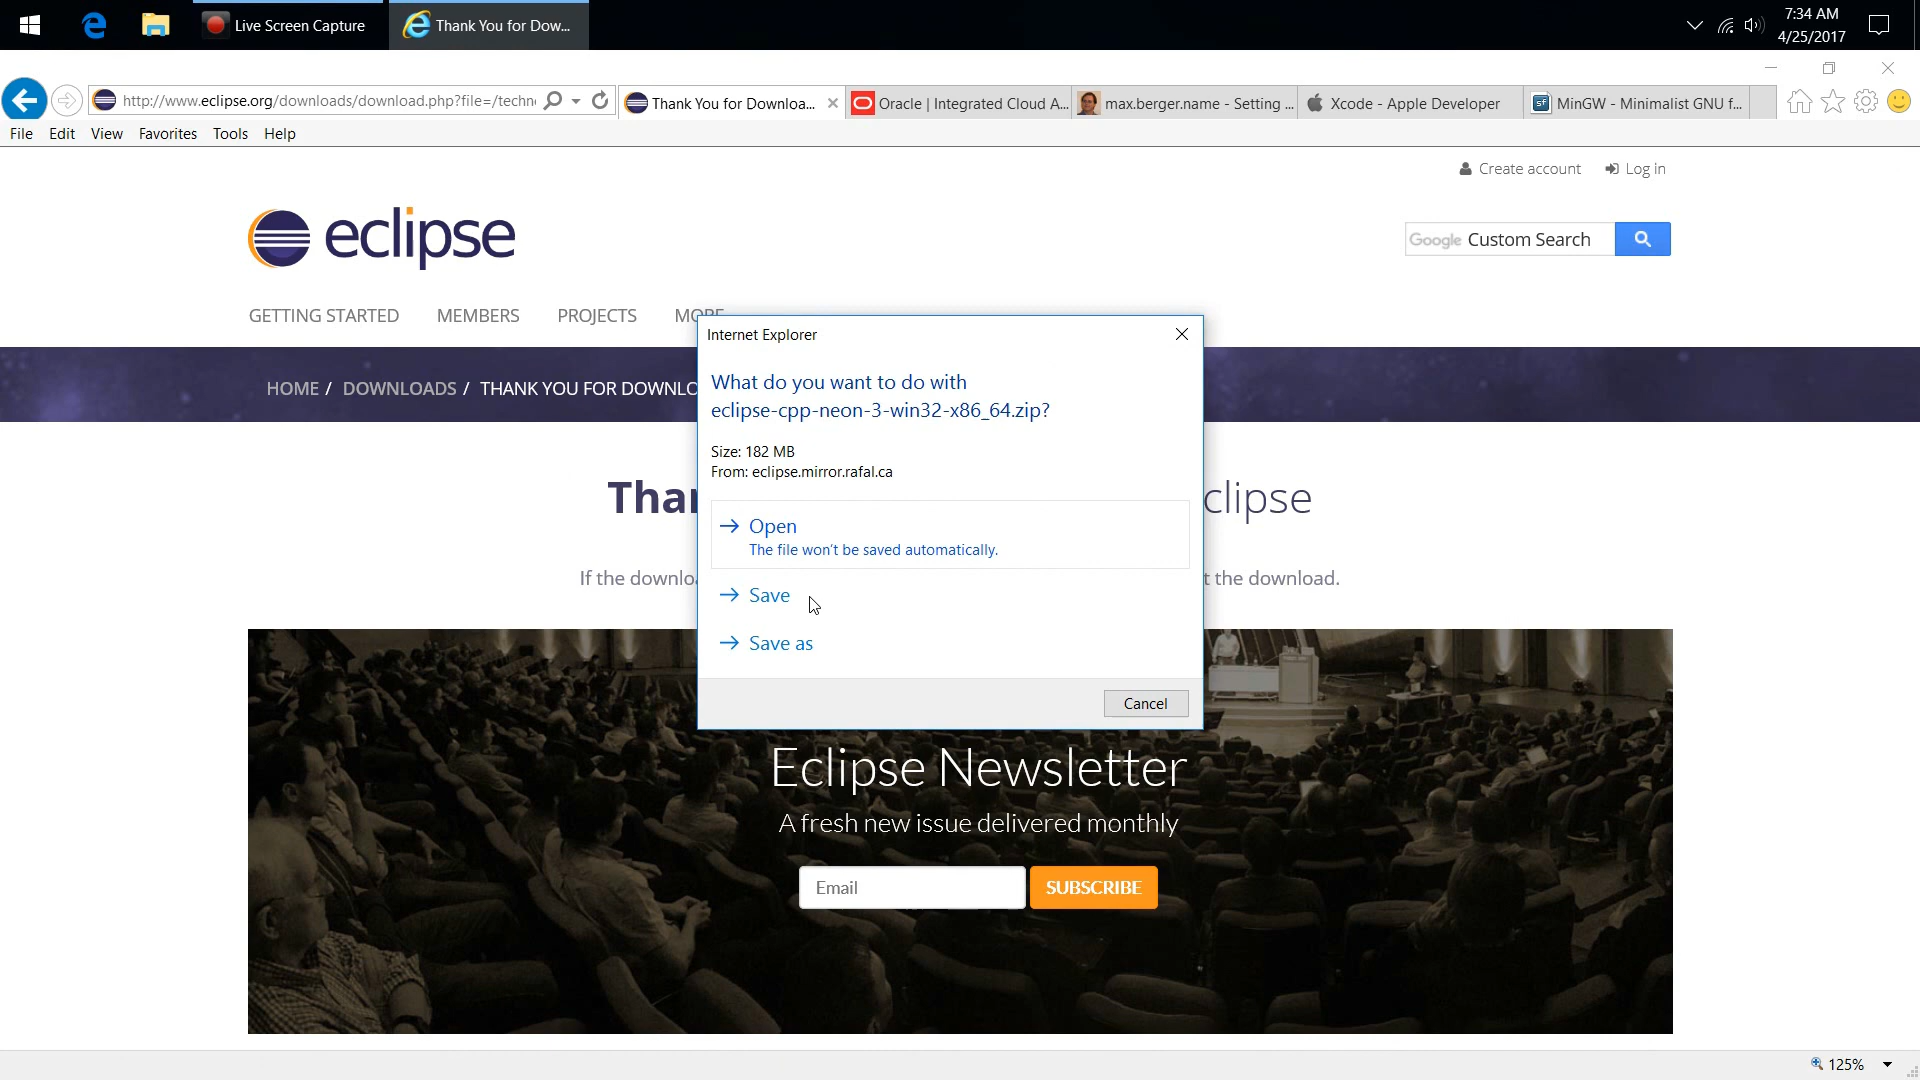 Live Screen Capture
Thank You for Dow...
7:34 AM
4/25/2017
http://www.eclipse.org/downloads/download.php?file=/techn
Thank You for Downloa...
Oracle | Integrated Cloud A...
max.berger.name - Setting ...
Xcode - Apple Developer
MinGW - Minimalist GNU f...
File Edit View Favorites Tools Help
Create account Log in
eclipse
Google Custom Search
GETTING STARTED MEMBERS PROJECTS MORE
HOME / DOWNLOADS / THANK YOU FOR DOWNLO
Internet Explorer
What do you want to do with
eclipse-cpp-neon-3-win32-x86_64.zip?
Size: 182 MB
From: eclipse.mirror.rafal.ca
Open
The file won't be saved automatically.
Save
Save as
Cancel
Than clipse
If the downloa t the download.
Eclipse Newsletter
A fresh new issue delivered monthly
Email
SUBSCRIBE
125%